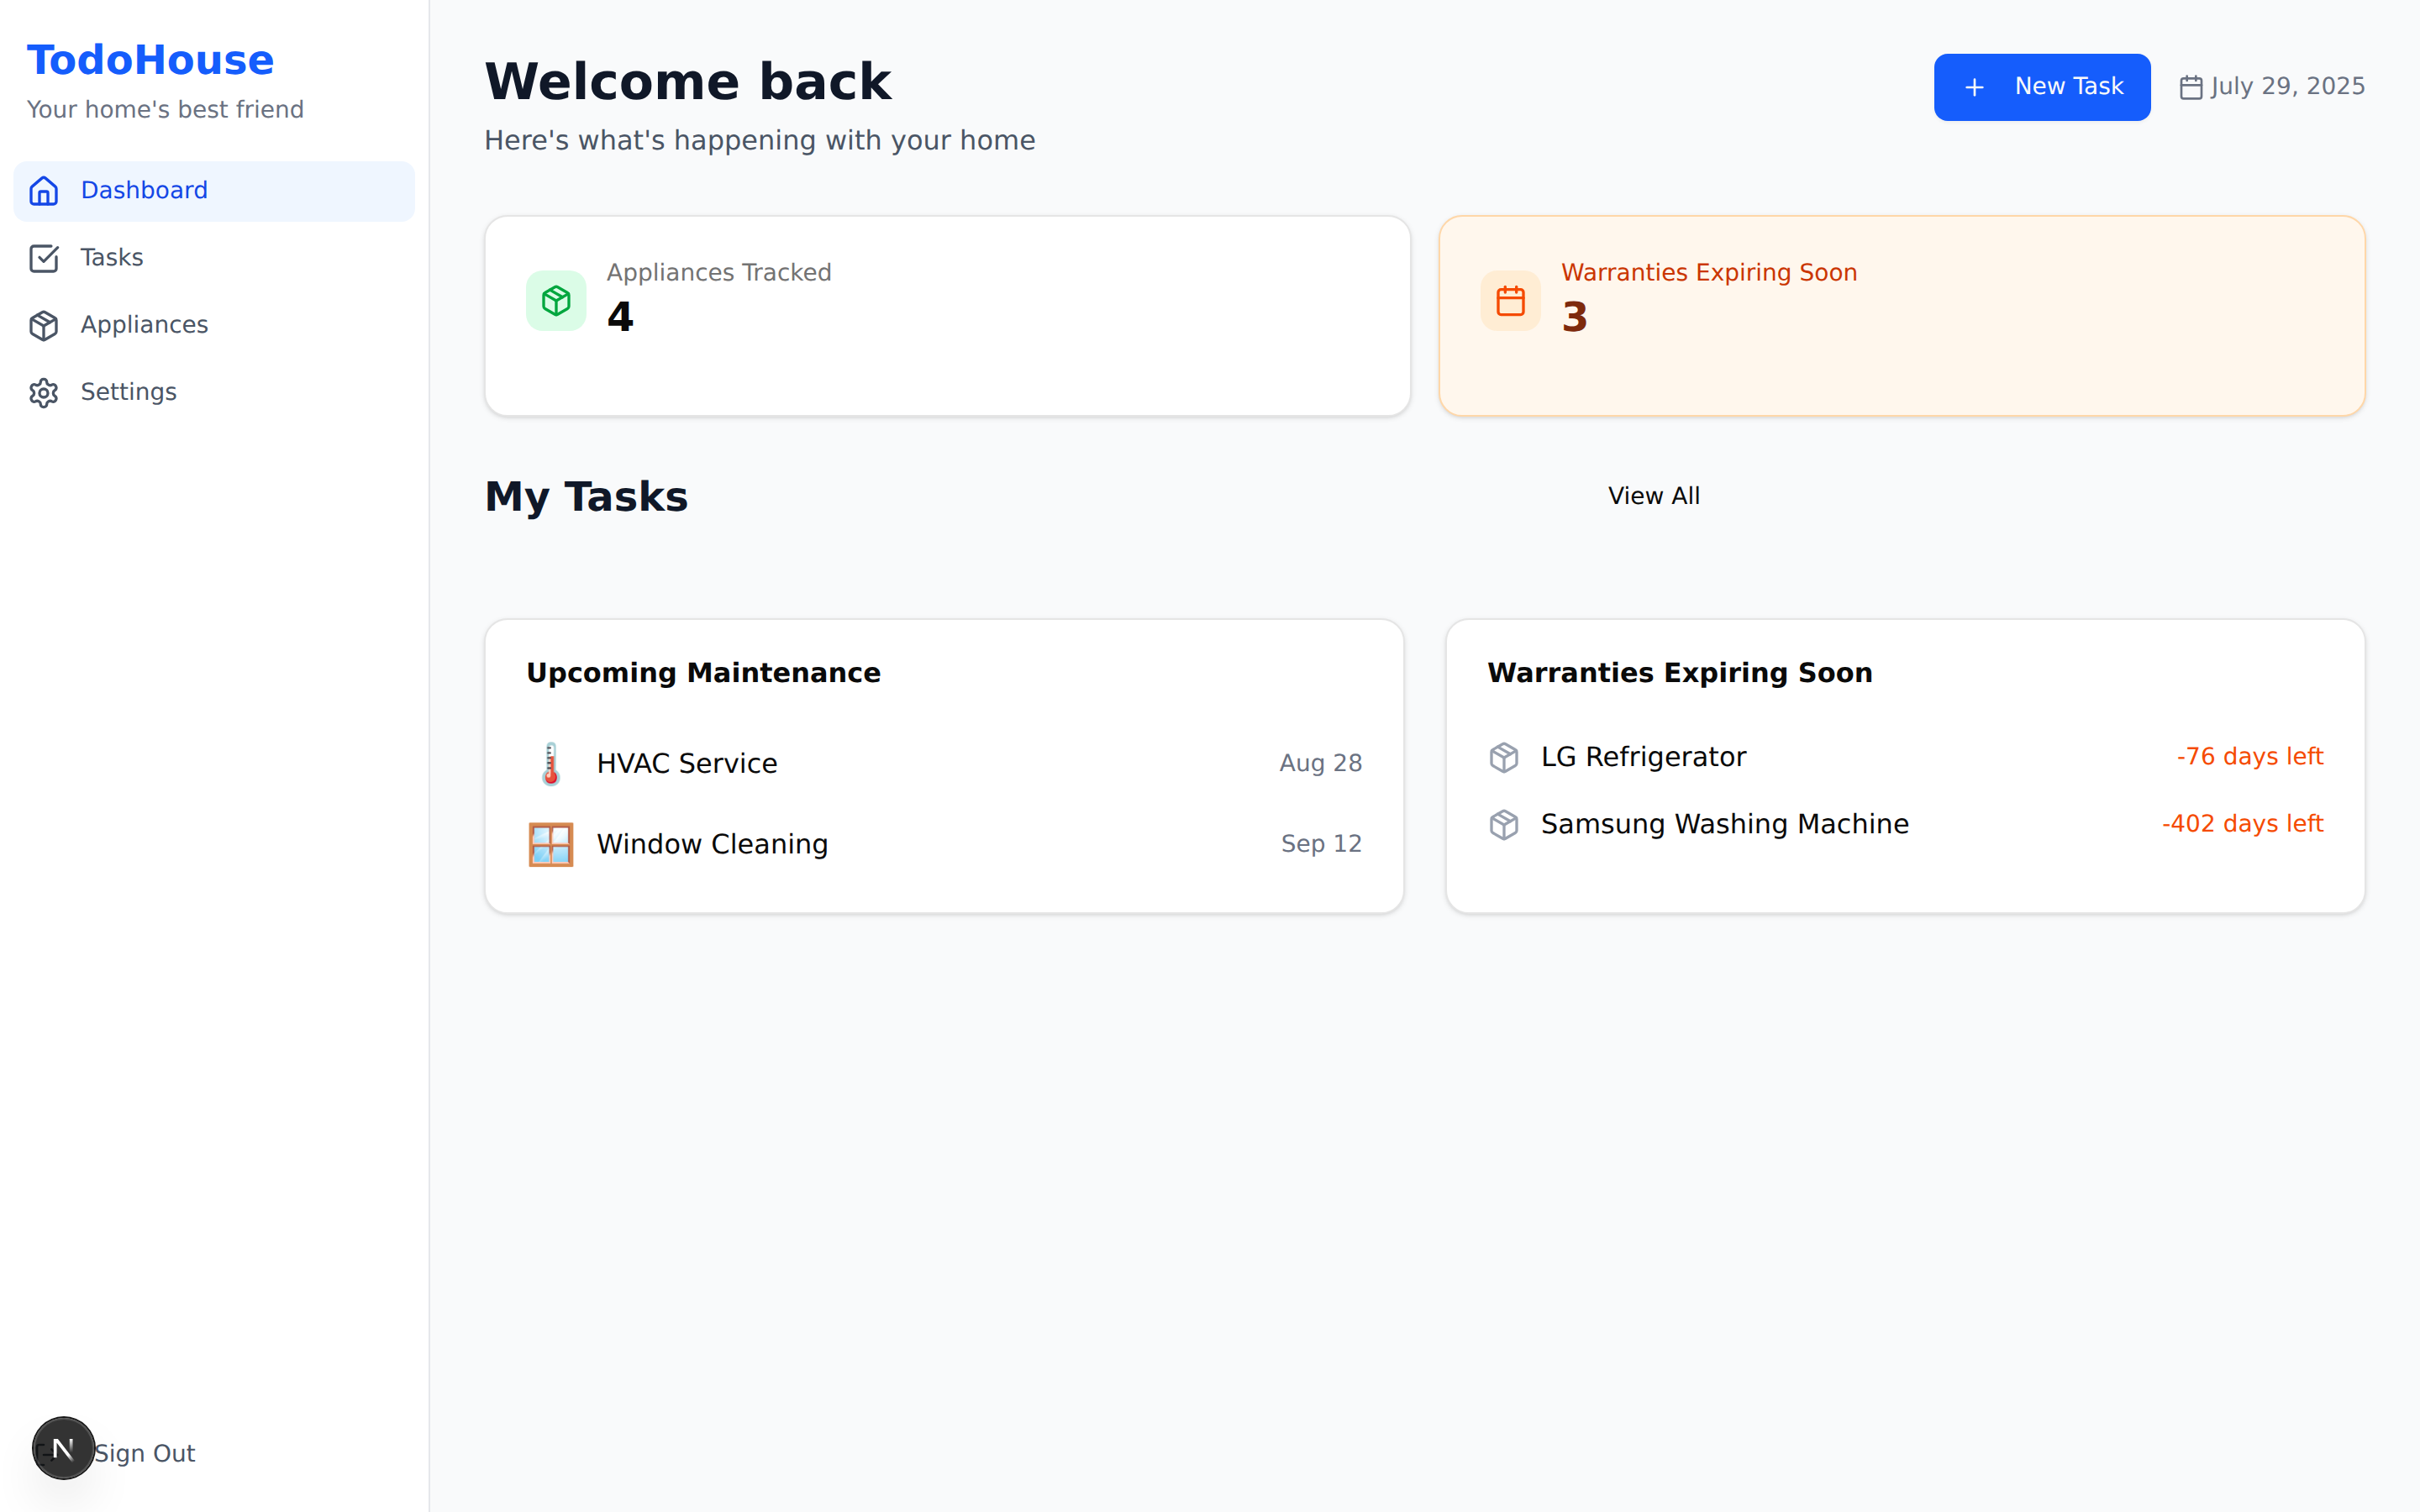 TodoHouse
Your home's best friend
Dashboard
Tasks
Appliances
Settings
N
Sign Out
Welcome back
Here's what's happening with your home
+ New Task
July 29, 2025
Appliances Tracked
4
Warranties Expiring Soon
3
My Tasks
View All
Upcoming Maintenance
HVAC Service Aug 28
Window Cleaning Sep 12
Warranties Expiring Soon
LG Refrigerator -76 days left
Samsung Washing Machine -402 days left